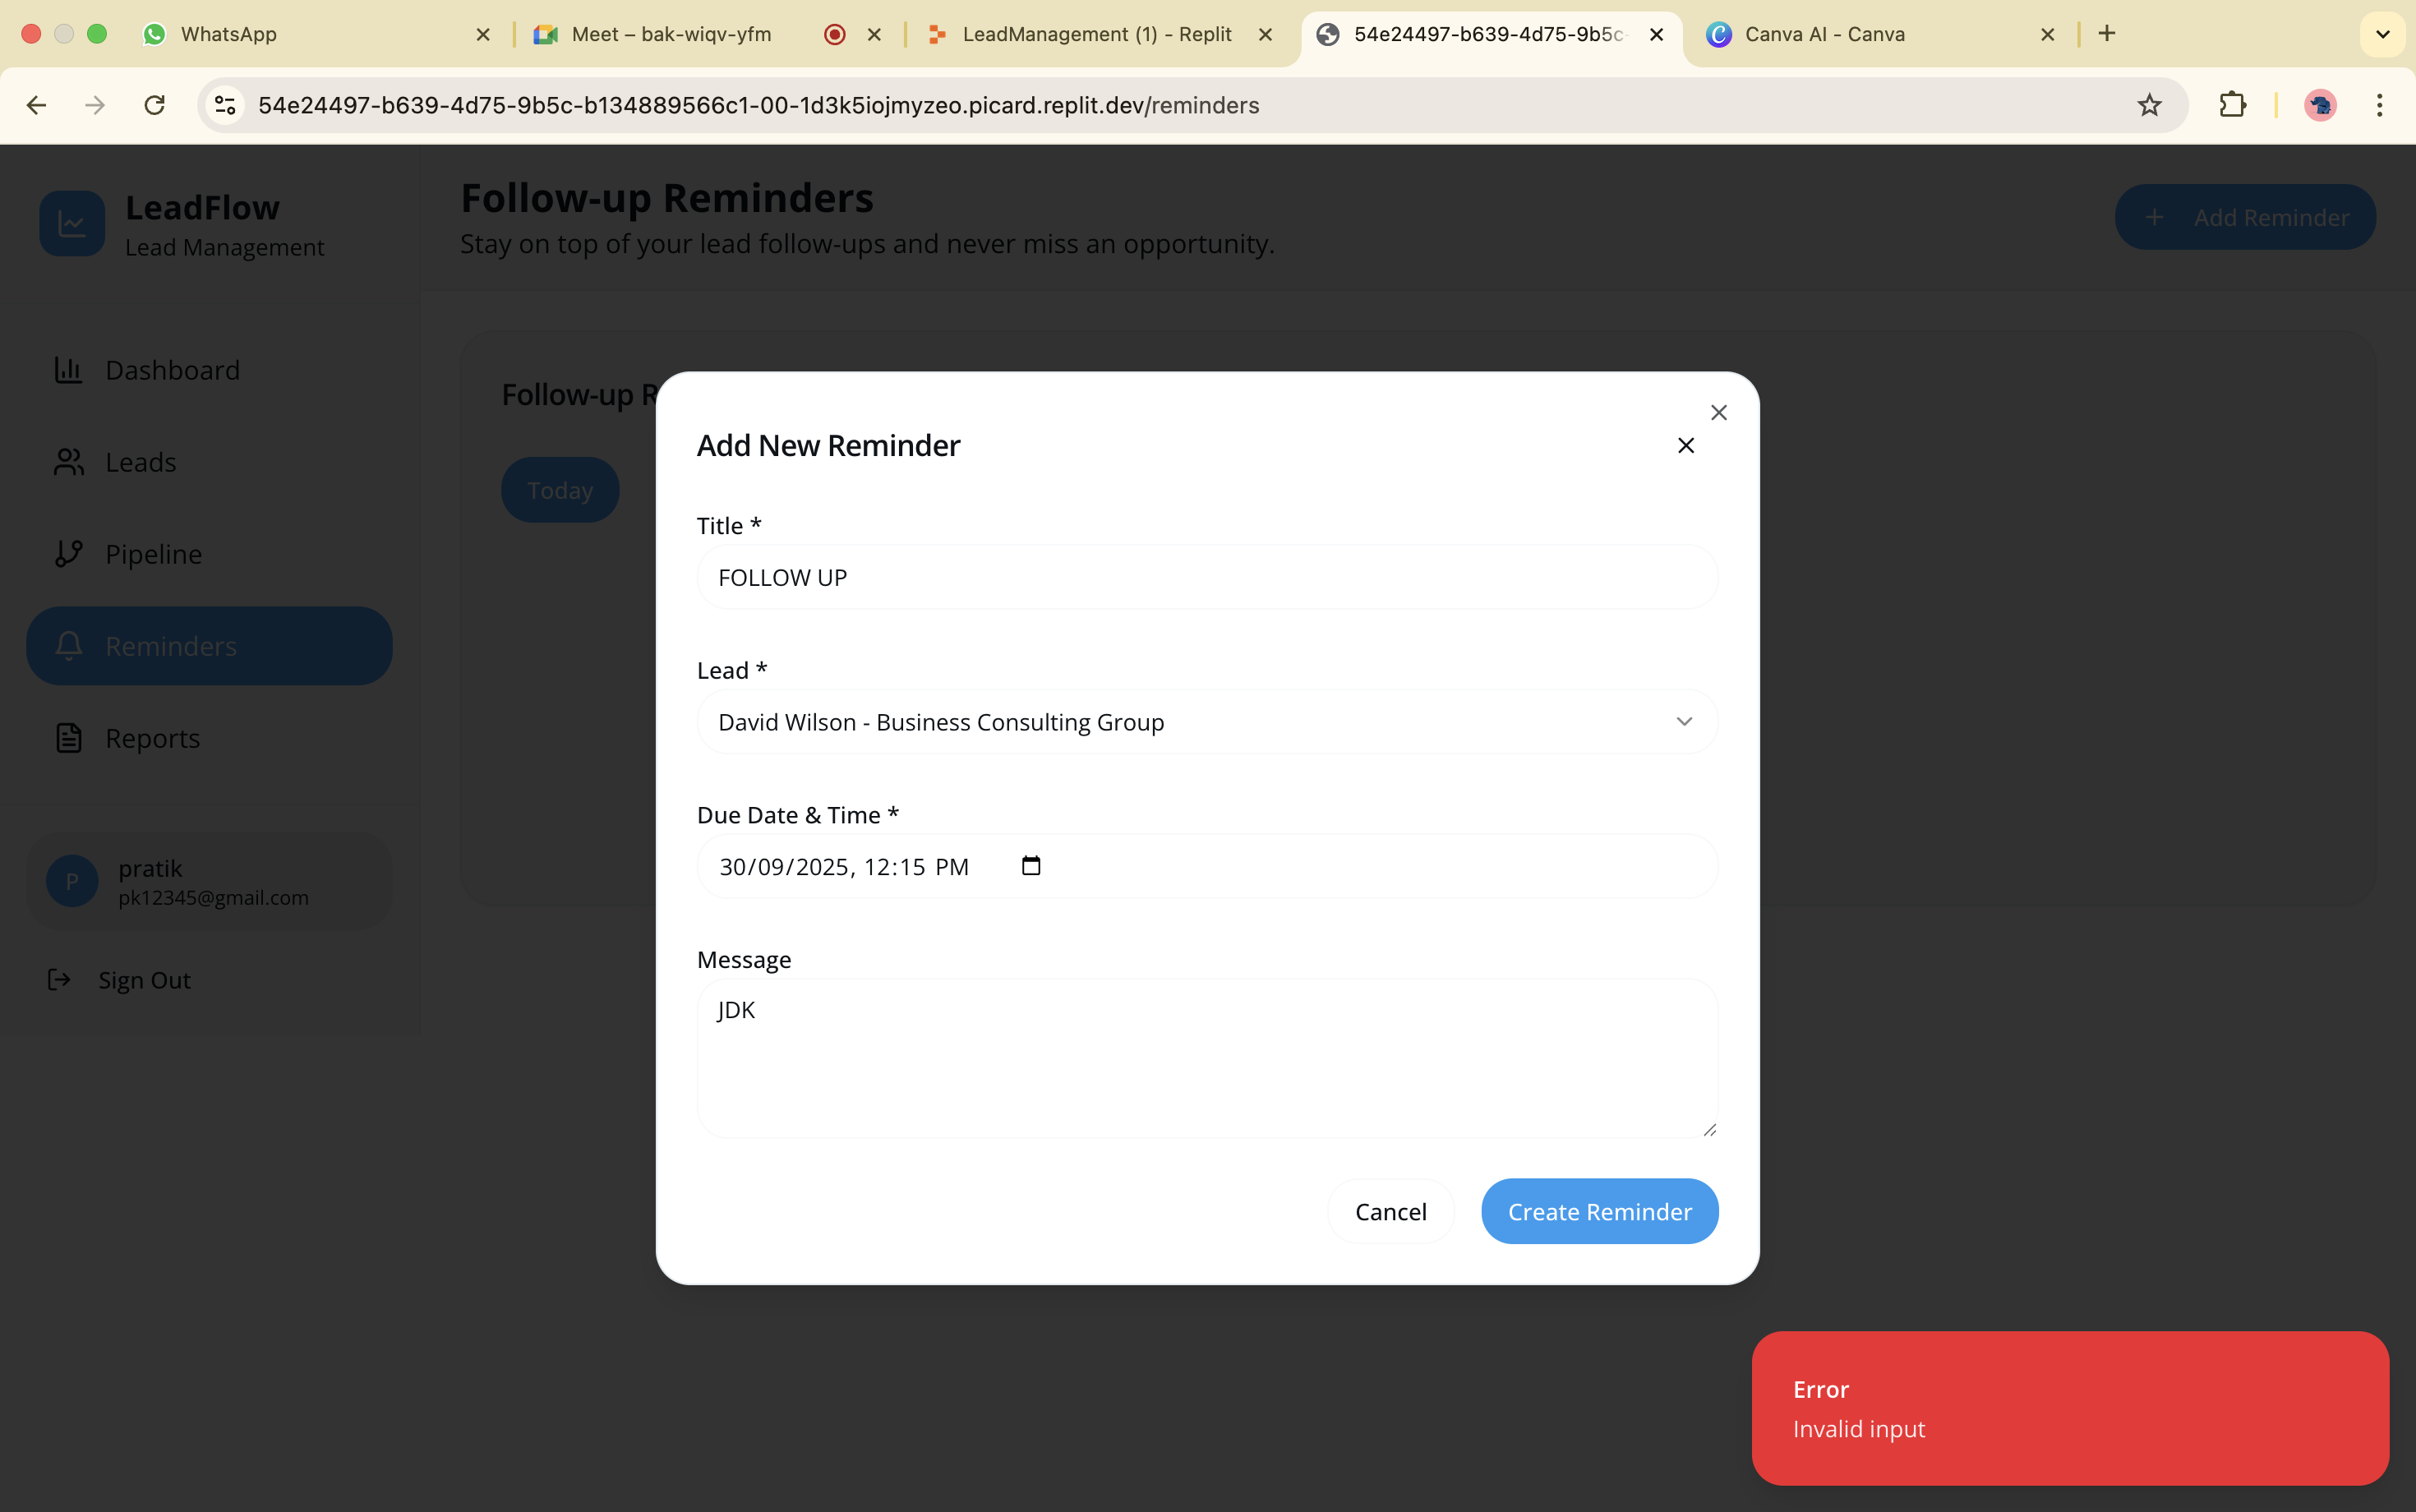 WhatsApp
Meet – bak-wiqv-yfm
LeadManagement (1) - Replit
54e24497-b639-4d75-9b5c-
Canva AI - Canva
54e24497-b639-4d75-9b5c-b134889566c1-00-1d3k5iojmyzeo.picard.replit.dev/reminders
LeadFlow
Lead Management
Dashboard
Leads
Pipeline
Reminders
Reports
P
pratik
pk12345@gmail.com
Sign Out
Follow-up Reminders
Stay on top of your lead follow-ups and never miss an opportunity.
Add Reminder
Follow-up R
Today
Add New Reminder
Title *
FOLLOW UP
Lead *
David Wilson - Business Consulting Group
Due Date & Time *
30/09/2025, 12:15 PM
Message
JDK
Cancel
Create Reminder
Error
Invalid input